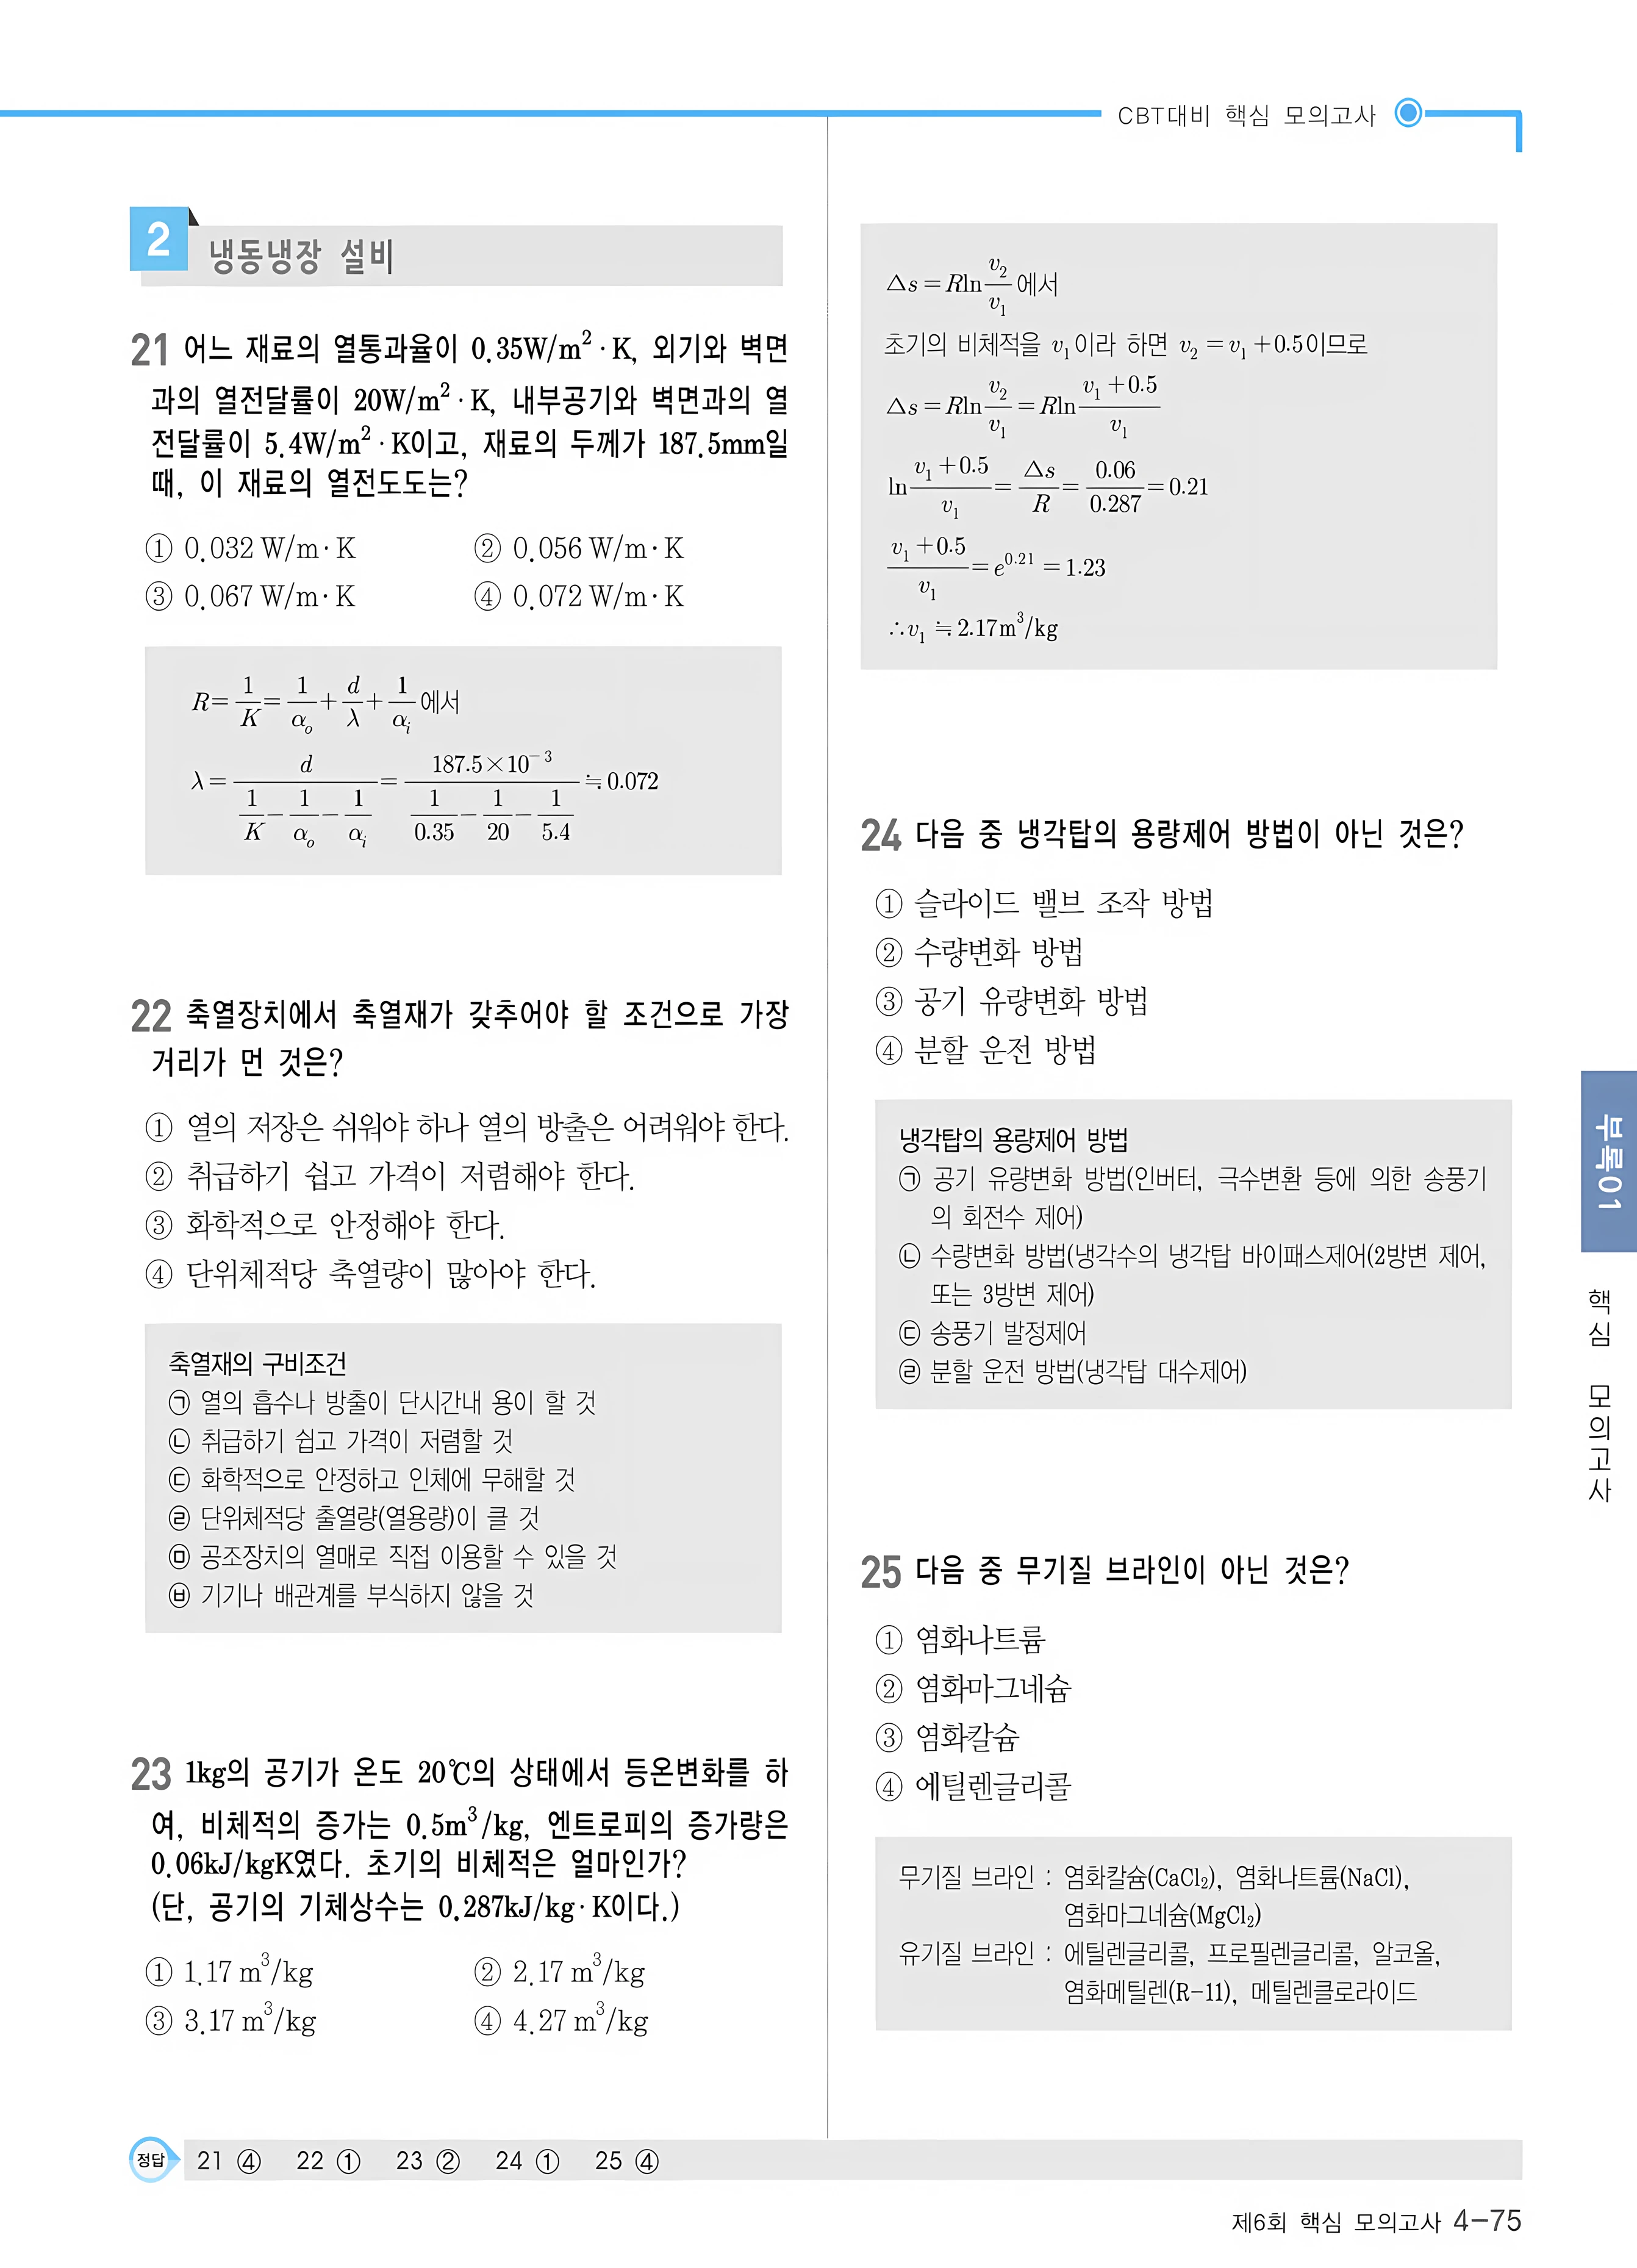 CBT대비 핵심 모의고사
2 냉동냉장 설비
21 어느 재료의 열통과율이 0.35W/m²·K, 외기와 벽면
과의 열전달률이 20W/m²·K, 내부공기와 벽면과의 열
전달률이 5.4W/m²·K이고, 재료의 두께가 187.5mm일
때, 이 재료의 열전도도는?
① 0.032 W/m·K ② 0.056 W/m·K
③ 0.067 W/m·K ④ 0.072 W/m·K
R = 1/K = 1/α_o + d/λ + 1/α_i 에서
λ = d / (1/K − 1/α_o − 1/α_i) = 187.5×10⁻³ / (1/0.35 − 1/20 − 1/5.4) ≒ 0.072
22 축열장치에서 축열재가 갖추어야 할 조건으로 가장
거리가 먼 것은?
① 열의 저장은 쉬워야 하나 열의 방출은 어려워야 한다.
② 취급하기 쉽고 가격이 저렴해야 한다.
③ 화학적으로 안정해야 한다.
④ 단위체적당 축열량이 많아야 한다.
축열재의 구비조건
㉠ 열의 흡수나 방출이 단시간내 용이 할 것
㉡ 취급하기 쉽고 가격이 저렴할 것
㉢ 화학적으로 안정하고 인체에 무해할 것
㉣ 단위체적당 출열량(열용량)이 클 것
㉤ 공조장치의 열매로 직접 이용할 수 있을 것
㉥ 기기나 배관계를 부식하지 않을 것
23 1kg의 공기가 온도 20℃의 상태에서 등온변화를 하
여, 비체적의 증가는 0.5m³/kg, 엔트로피의 증가량은
0.06kJ/kgK였다. 초기의 비체적은 얼마인가?
(단, 공기의 기체상수는 0.287kJ/kg·K이다.)
① 1.17 m³/kg ② 2.17 m³/kg
③ 3.17 m³/kg ④ 4.27 m³/kg
△s = Rln v₂/v₁ 에서
초기의 비체적을 v₁이라 하면 v₂ = v₁ + 0.5이므로
△s = Rln v₂/v₁ = Rln (v₁+0.5)/v₁
ln (v₁+0.5)/v₁ = △s/R = 0.06/0.287 = 0.21
(v₁+0.5)/v₁ = e^0.21 = 1.23
∴ v₁ ≒ 2.17m³/kg
24 다음 중 냉각탑의 용량제어 방법이 아닌 것은?
① 슬라이드 밸브 조작 방법
② 수량변화 방법
③ 공기 유량변화 방법
④ 분할 운전 방법
냉각탑의 용량제어 방법
㉠ 공기 유량변화 방법(인버터, 극수변환 등에 의한 송풍기
의 회전수 제어)
㉡ 수량변화 방법(냉각수의 냉각탑 바이패스제어(2방변 제어,
또는 3방변 제어)
㉢ 송풍기 발정제어
㉣ 분할 운전 방법(냉각탑 대수제어)
25 다음 중 무기질 브라인이 아닌 것은?
① 염화나트륨
② 염화마그네슘
③ 염화칼슘
④ 에틸렌글리콜
무기질 브라인 : 염화칼슘(CaCl₂), 염화나트륨(NaCl),
염화마그네슘(MgCl₂)
유기질 브라인 : 에틸렌글리콜, 프로필렌글리콜, 알코올,
염화메틸렌(R-11), 메틸렌클로라이드
부록01
핵심 모의고사
정답 21 ④ 22 ① 23 ② 24 ① 25 ④
제6회 핵심 모의고사 4-75